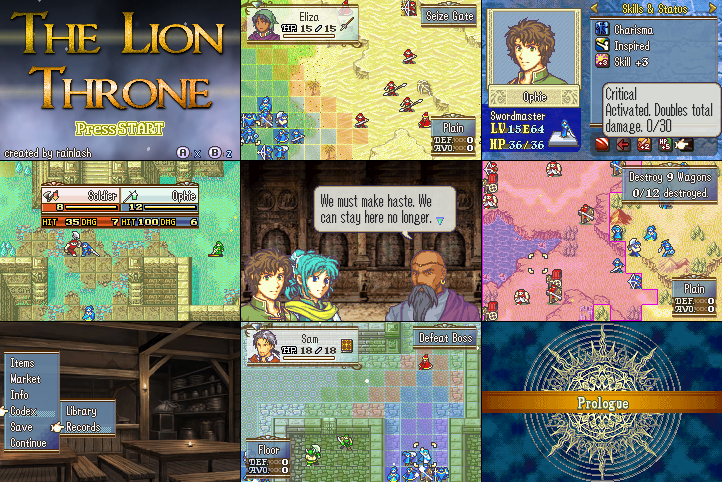 THE LION
THRONE
Press START
created by rainlash
A x B z
Eliza
HP 15/15
Seize Gate
Plain
DEF. 0
AVO. 0
Skills & Status
Charisma
Inspired
Skill +3
Ophie
Critical
Activated. Doubles total
damage. 0/30
Swordmaster
LV 15 E 64
HP 36/36
Soldier
Ophie
8
12
HIT 35 DMG 7
HIT 100 DMG 6
We must make haste. We
can stay here no longer.
Destroy 9 Wagons
0/12 destroyed.
Plain
DEF. 0
AVO. 0
Items
Market
Info
Codex
Save
Continue
Library
Records
Sam
HP 18/18
Defeat Boss
Floor
DEF. 0
AVO. 0
Prologue